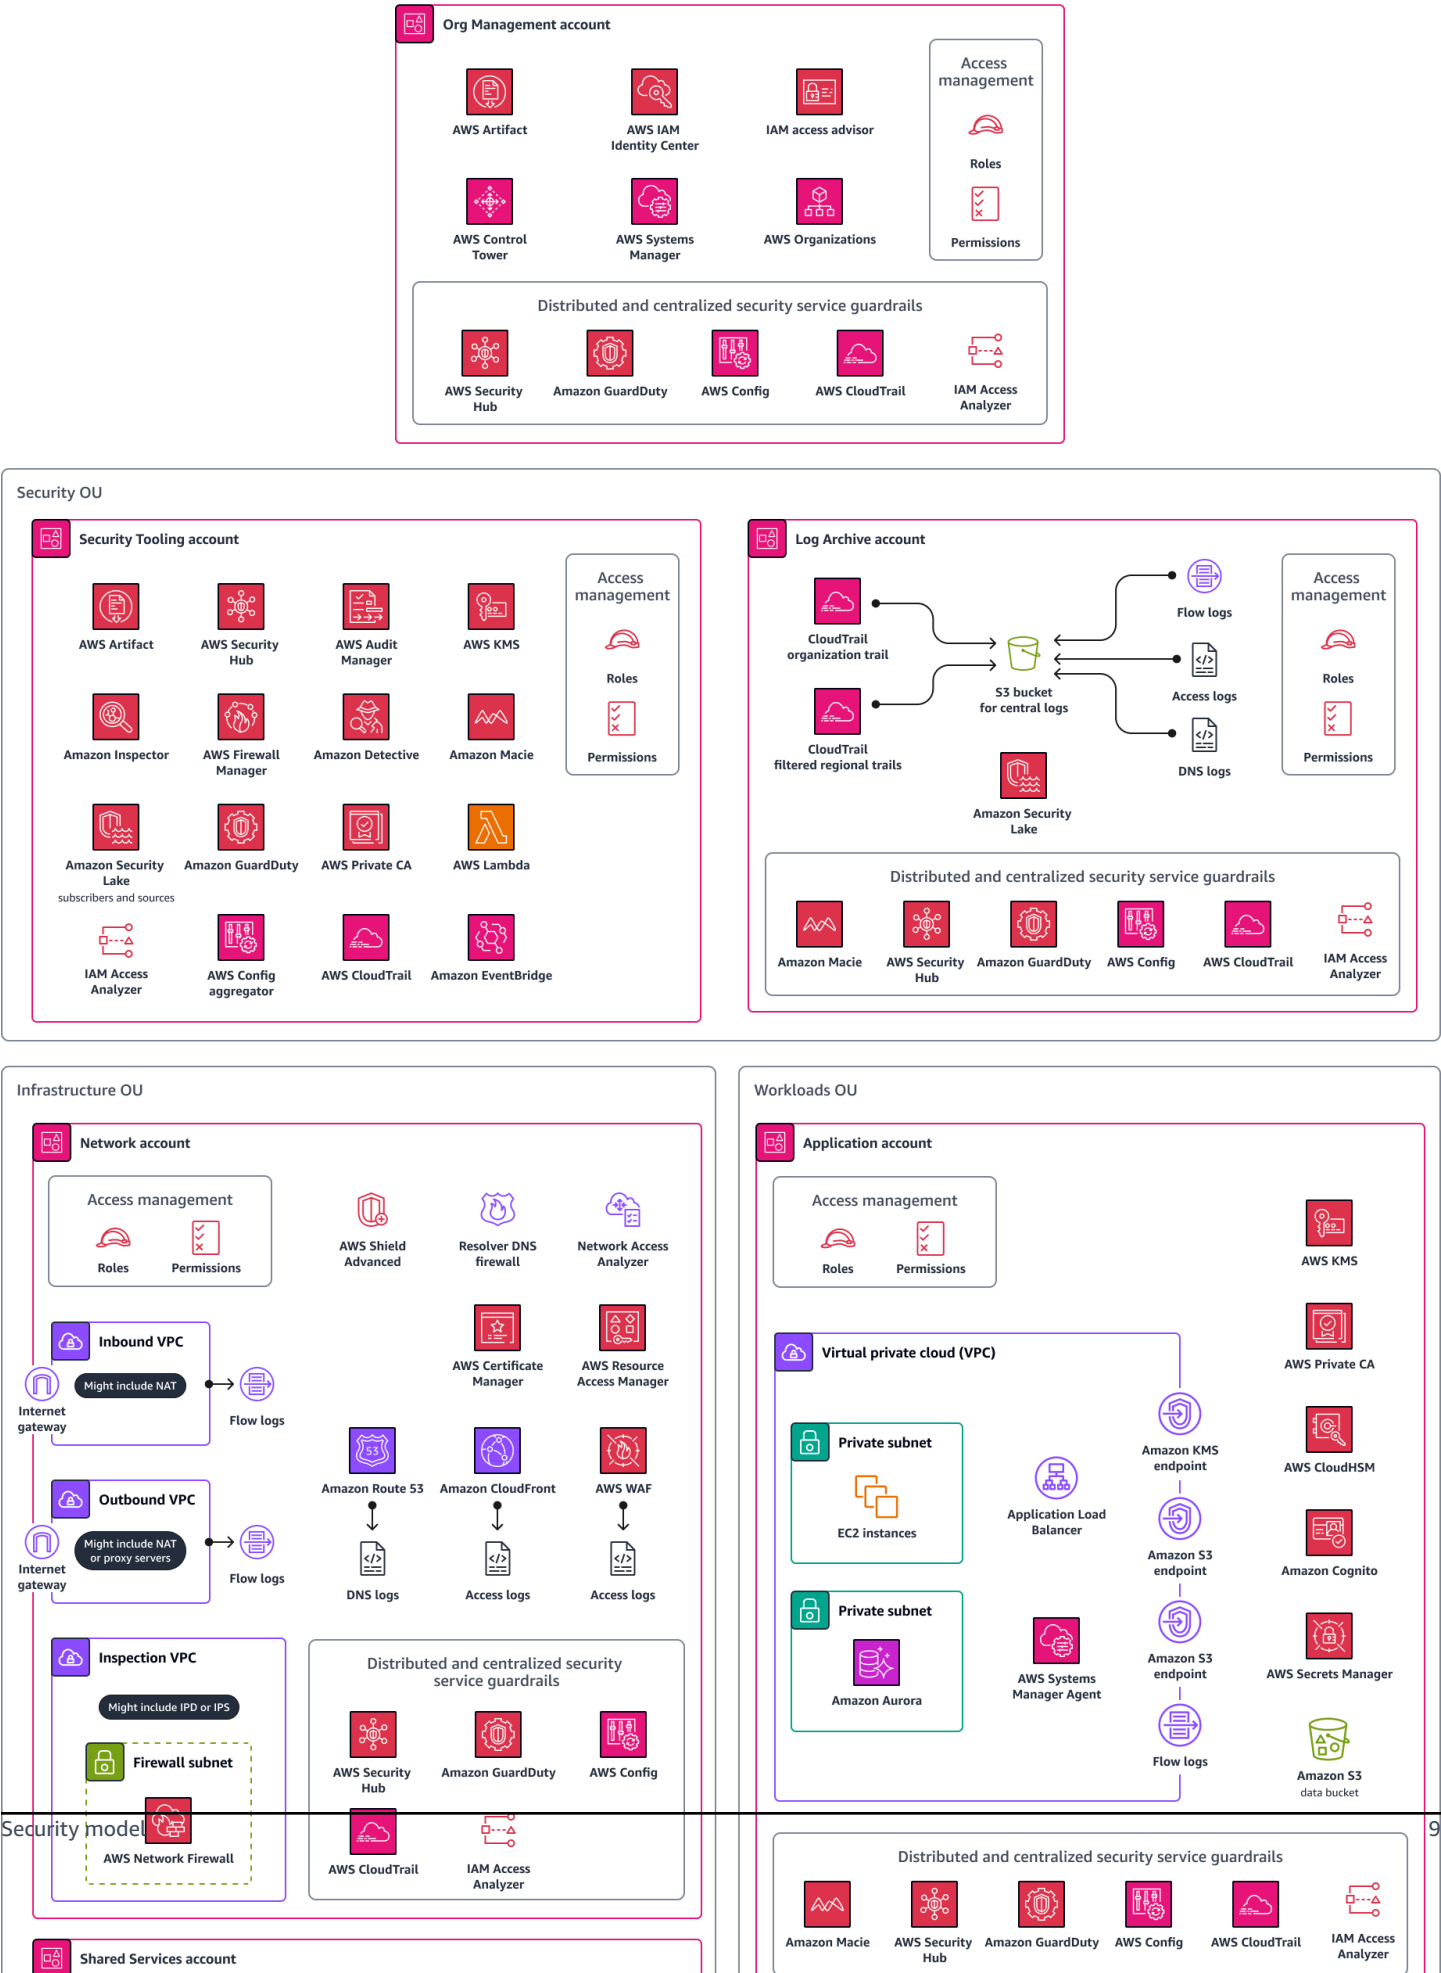 Org Management account
AWS Artifact
AWS IAM
Identity Center
IAM access advisor
AWS Control
Tower
AWS Systems
Manager
AWS Organizations
Access
management
Roles
Permissions
Distributed and centralized security service guardrails
AWS Security
Hub
Amazon GuardDuty
AWS Config
AWS CloudTrail
IAM Access
Analyzer
Security OU
Security Tooling account
AWS Artifact
AWS Security
Hub
AWS Audit
Manager
AWS KMS
Amazon Inspector
AWS Firewall
Manager
Amazon Detective
Amazon Macie
Amazon Security
Lake
subscribers and sources
Amazon GuardDuty
AWS Private CA
AWS Lambda
IAM Access
Analyzer
AWS Config
aggregator
AWS CloudTrail
Amazon EventBridge
Access
management
Roles
Permissions
Log Archive account
CloudTrail
organization trail
CloudTrail
filtered regional trails
S3 bucket
for central logs
Flow logs
Access logs
DNS logs
Amazon Security
Lake
Access
management
Roles
Permissions
Distributed and centralized security service guardrails
Amazon Macie
AWS Security
Hub
Amazon GuardDuty
AWS Config
AWS CloudTrail
IAM Access
Analyzer
Infrastructure OU
Network account
Access management
Roles
Permissions
AWS Shield
Advanced
Resolver DNS
firewall
Network Access
Analyzer
AWS Certificate
Manager
AWS Resource
Access Manager
Inbound VPC
Might include NAT
Internet
gateway
Flow logs
53
Amazon Route 53
Amazon CloudFront
AWS WAF
DNS logs
Access logs
Access logs
Outbound VPC
Might include NAT
or proxy servers
Internet
gateway
Flow logs
Inspection VPC
Might include IPD or IPS
Firewall subnet
AWS Network Firewall
Distributed and centralized security
service guardrails
AWS Security
Hub
Amazon GuardDuty
AWS Config
AWS CloudTrail
IAM Access
Analyzer
Shared Services account
Workloads OU
Application account
Access management
Roles
Permissions
Virtual private cloud (VPC)
Private subnet
EC2 instances
Private subnet
Amazon Aurora
Application Load
Balancer
AWS Systems
Manager Agent
Amazon KMS
endpoint
Amazon S3
endpoint
Amazon S3
endpoint
Flow logs
AWS KMS
AWS Private CA
AWS CloudHSM
Amazon Cognito
AWS Secrets Manager
Amazon S3
data bucket
Distributed and centralized security service guardrails
Amazon Macie
AWS Security
Hub
Amazon GuardDuty
AWS Config
AWS CloudTrail
IAM Access
Analyzer
Security model
9